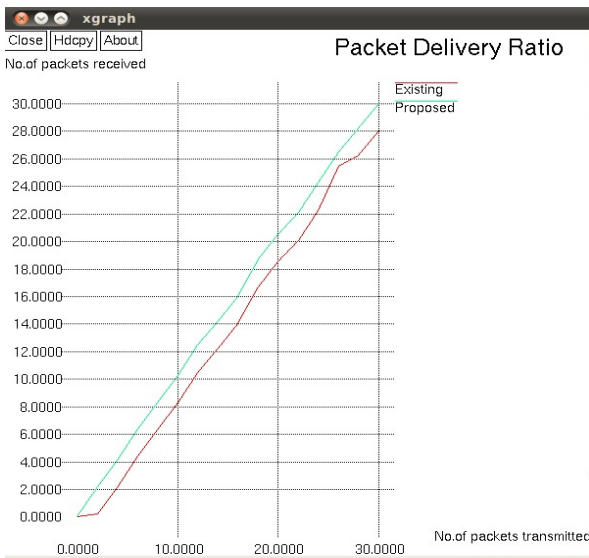 xgraph
Close Hdcpy About
Packet Delivery Ratio
No.of packets received
Existing
Proposed
30.0000
28.0000
26.0000
24.0000
22.0000
20.0000
18.0000
16.0000
14.0000
12.0000
10.0000
8.0000
6.0000
4.0000
2.0000
0.0000
No.of packets transmitted
0.0000 10.0000 20.0000 30.0000